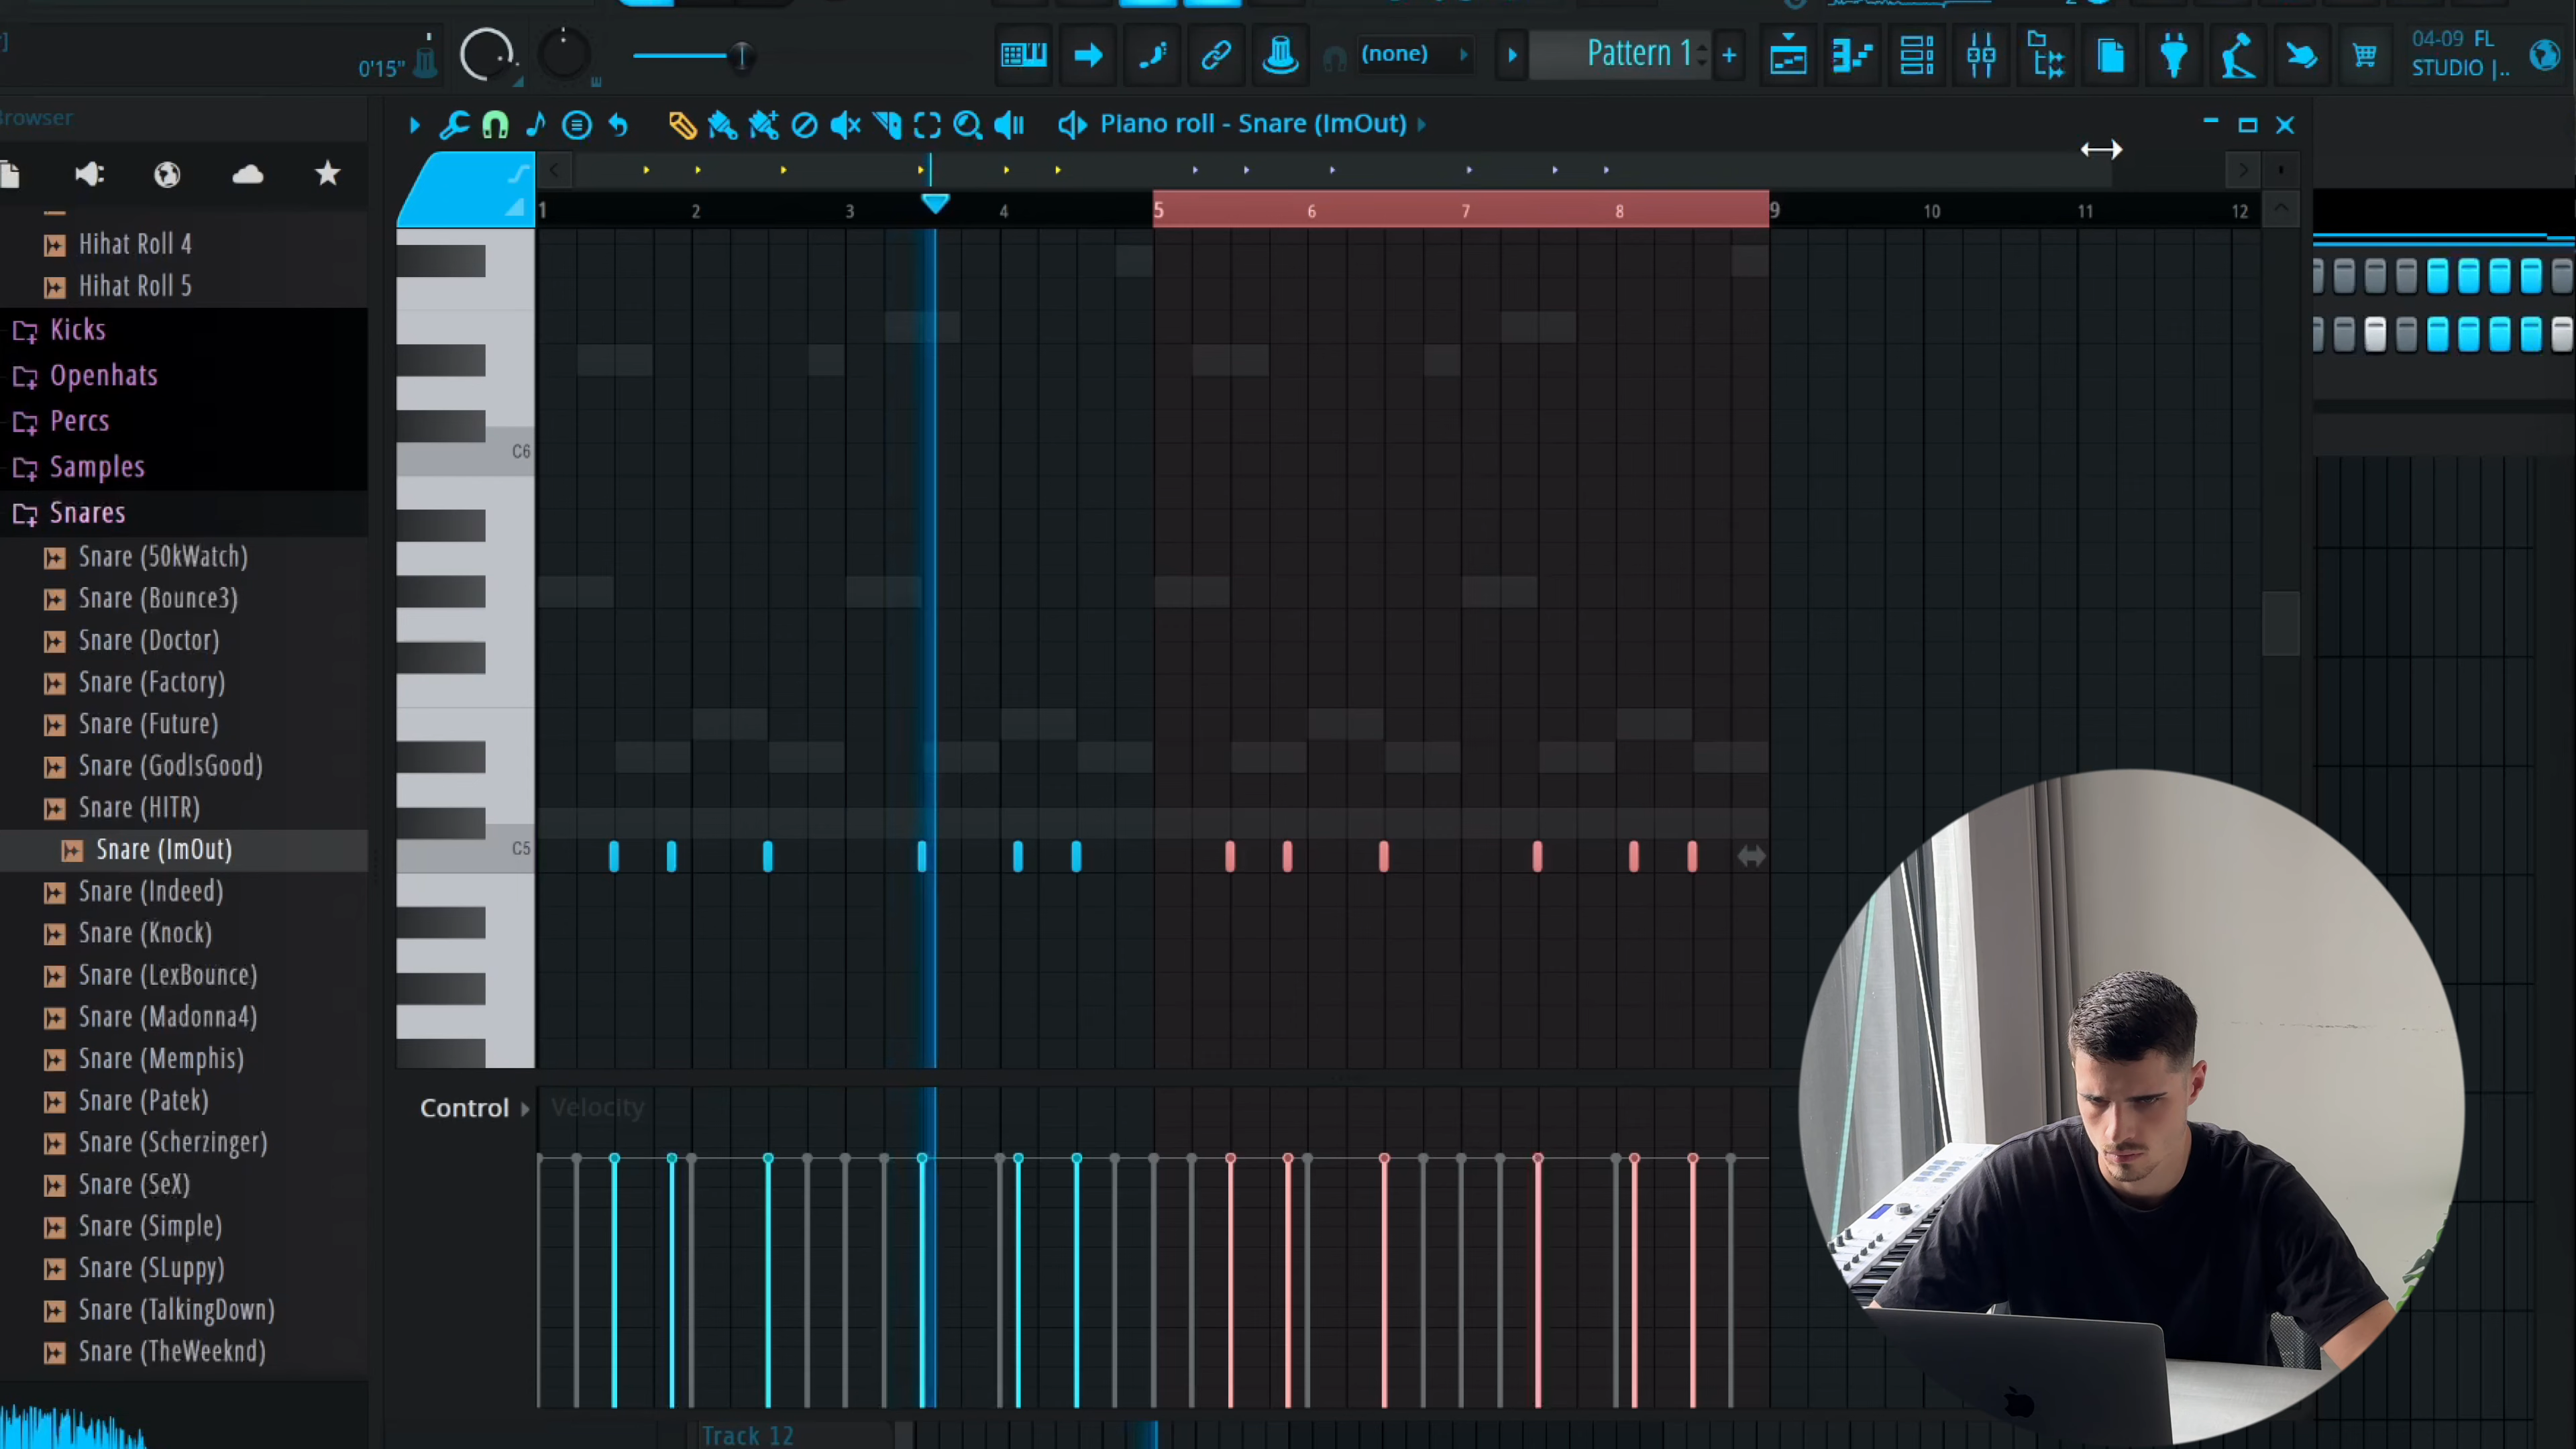 0'15"
(none)
Pattern 1
+
04-09 FL
STUDIO |..
Browser
Piano roll - Snare (ImOut)
1 2 3 4 5 6 7 8 9 10 11 12
Hihat Roll 4
Hihat Roll 5
Kicks
Openhats
Percs
Samples
Snares
Snare (50kWatch)
Snare (Bounce3)
Snare (Doctor)
Snare (Factory)
Snare (Future)
Snare (GodIsGood)
Snare (HITR)
Snare (ImOut)
Snare (Indeed)
Snare (Knock)
Snare (LexBounce)
Snare (Madonna4)
Snare (Memphis)
Snare (Patek)
Snare (Scherzinger)
Snare (SeX)
Snare (Simple)
Snare (SLuppy)
Snare (TalkingDown)
Snare (TheWeeknd)
C6
C5
Control
Velocity
Track 12